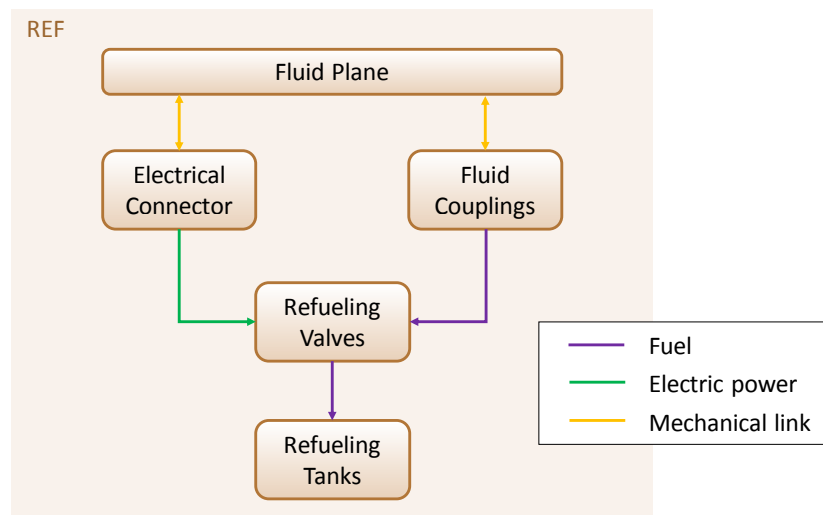 REF
Fluid Plane
Electrical
Connector
Fluid
Couplings
Refueling
Valves
Refueling
Tanks
Fuel
Electric power
Mechanical link